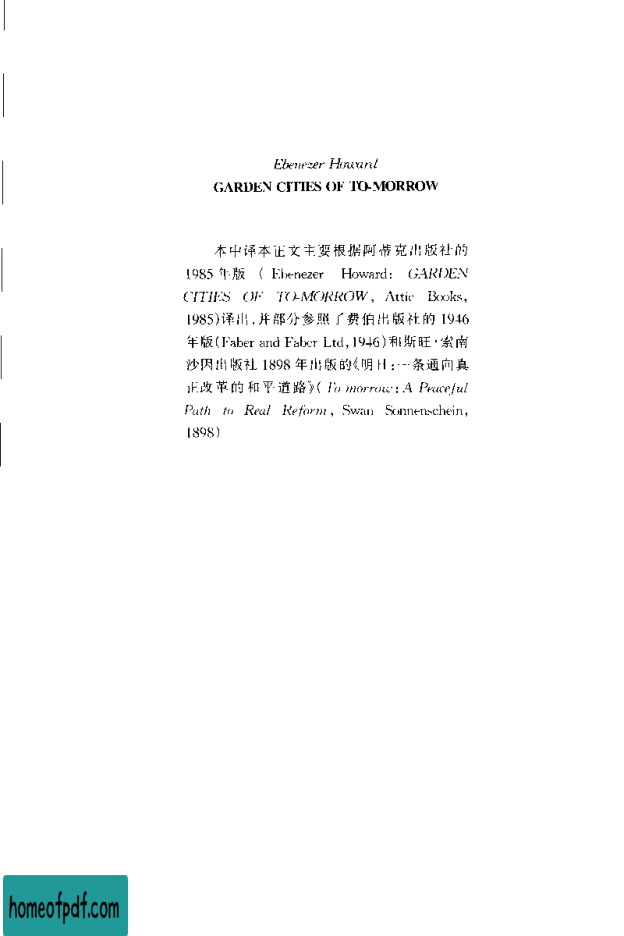 Ebenezer Howard
GARDEN CITIES OF TO-MORROW
本中译本正文主要根据阿蒂克出版社的
1985年版（Ebenezer Howard: GARDEN
CITIES OF TO-MORROW, Attic Books,
1985)译出,并部分参照了费伯出版社的1946
年版(Faber and Faber Ltd,1946)和斯旺·索南
沙因出版社1898年出版的《明日:一条通向真
正改革的和平道路》(To morrow: A Peaceful
Path to Real Reform, Swan Sonnenschein,
1898)
homeofpdf.com